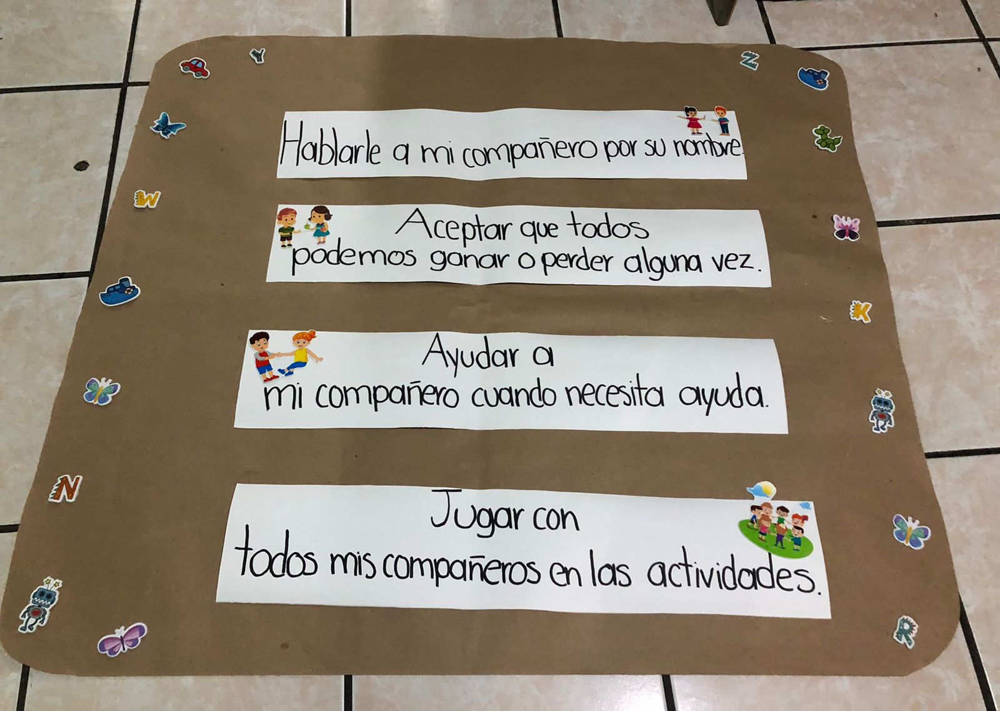 Y
Z
Hablarle a mi compañero por su nombre.
W
Aceptar que todos
podemos ganar o perder alguna vez.
K
Ayudar a
mi compañero cuando necesita ayuda.
N
Jugar con
todos mis compañeros en las actividades.
R